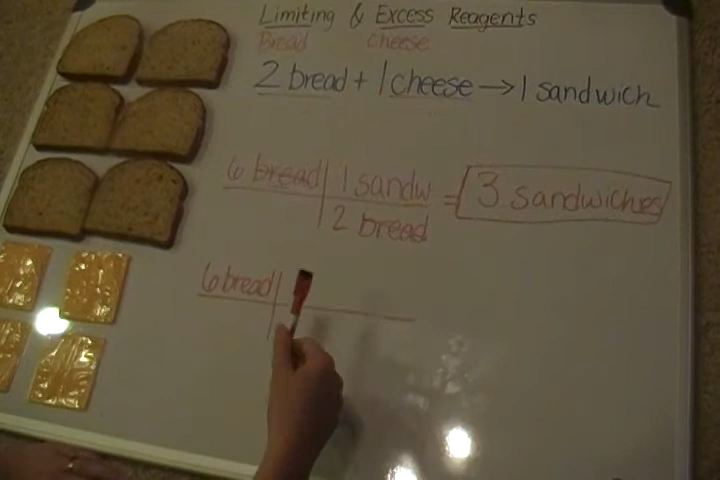 Limiting & Excess Reagents
Bread cheese
2 bread + 1 cheese → 1 sandwich
6 bread 1 sandw = 3 sandwiches
2 bread
6 bread